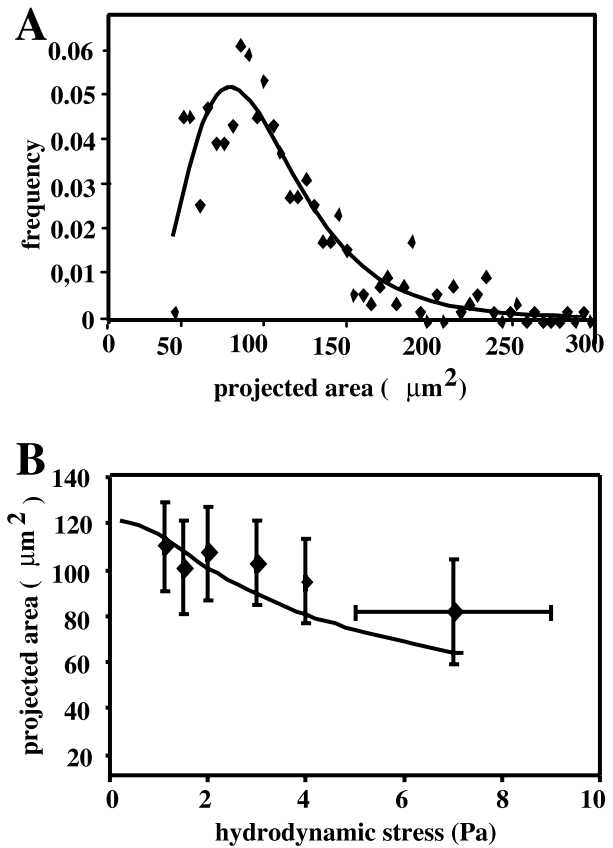 A
0.06
0.05
0.04
0.03
0.02
0,01
0
frequency
0 50 100 150 200 250 300
projected area ( μm2)
B
140
120
100
80
60
40
20
projected area ( μm2 )
0 2 4 6 8 10
hydrodynamic stress (Pa)